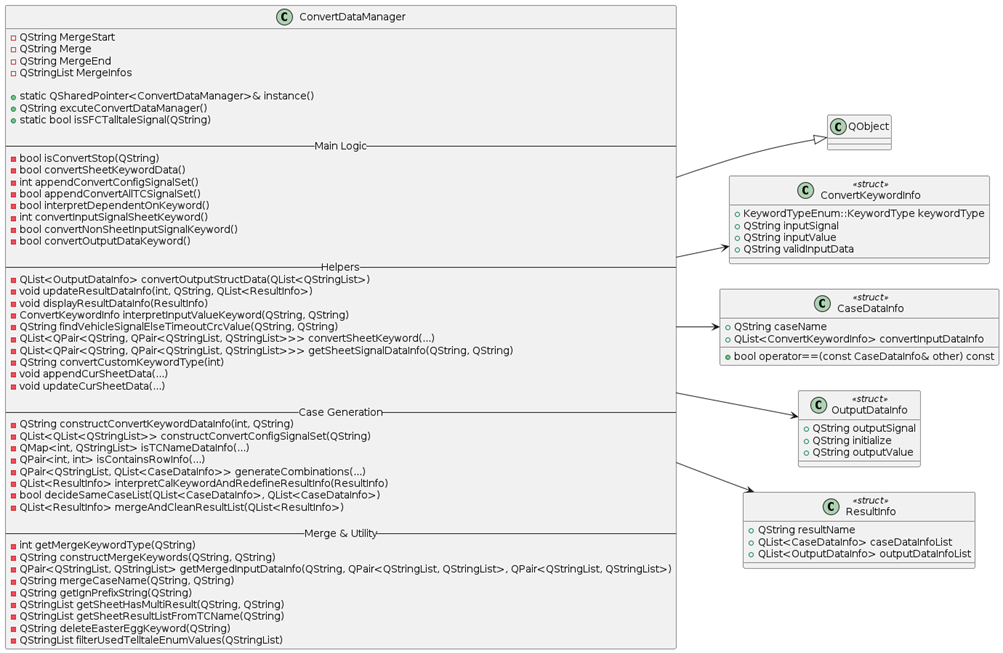 C ConvertDataManager
QString MergeStart
QString Merge
QString MergeEnd
QStringList MergeInfos
static QSharedPointer<ConvertDataManager>& instance()
QString excuteConvertDataManager()
static bool isSFCTalltaleSignal(QString)
Main Logic
bool isConvertStop(QString)
bool convertSheetKeywordData()
int appendConvertConfigSignalSet()
bool appendConvertAllTCSignalSet()
bool interpretDependentOnKeyword()
int convertInputSignalSheetKeyword()
bool convertNonSheetInputSignalKeyword()
bool convertOutputDataKeyword()
Helpers
QList<OutputDataInfo> convertOutputStructData(QList<QStringList>)
void updateResultDataInfo(int, QString, QList<ResultInfo>)
void displayResultDataInfo(ResultInfo)
ConvertKeywordInfo interpretInputValueKeyword(QString, QString)
QString findVehicleSignalElseTimeoutCrcValue(QString, QString)
QList<QPair<QString, QPair<QStringList, QStringList>>> convertSheetKeyword(...)
QList<QPair<QString, QPair<QStringList, QStringList>>> getSheetSignalDataInfo(QString, QString)
QString convertCustomKeywordType(int)
void appendCurSheetData(...)
void updateCurSheetData(...)
Case Generation
QString constructConvertKeywordDataInfo(int, QString)
QList<QList<QStringList>> constructConvertConfigSignalSet(QString)
QMap<int, QStringList> isTCNameDataInfo(...)
QPair<int, int> isContainsRowInfo(...)
QPair<QStringList, QList<CaseDataInfo>> generateCombinations(...)
QList<ResultInfo> interpretCalKeywordAndRedefineResultInfo(ResultInfo)
bool decideSameCaseList(QList<CaseDataInfo>, QList<CaseDataInfo>)
QList<ResultInfo> mergeAndCleanResultList(QList<ResultInfo>)
Merge & Utility
int getMergeKeywordType(QString)
QString constructMergeKeywords(QString, QString)
QPair<QStringList, QStringList> getMergedInputDataInfo(QString, QPair<QStringList, QStringList>, QPair<QStringList, QStringList>)
QString mergeCaseName(QString, QString)
QString getIgnPrefixString(QString)
QStringList getSheetHasMultiResult(QString, QString)
QStringList getSheetResultListFromTCName(QString)
QString deleteEasterEggKeyword(QString)
QStringList filterUsedTelltaleEnumValues(QStringList)
C QObject
«struct»
C ConvertKeywordInfo
KeywordTypeEnum::KeywordType keywordType
QString inputSignal
QString inputValue
QString validInputData
«struct»
C CaseDataInfo
QString caseName
QList<ConvertKeywordInfo> convertInputDataInfo
bool operator==(const CaseDataInfo& other) const
«struct»
C OutputDataInfo
QString outputSignal
QString initialize
QString outputValue
«struct»
C ResultInfo
QString resultName
QList<CaseDataInfo> caseDataInfoList
QList<OutputDataInfo> outputDataInfoList